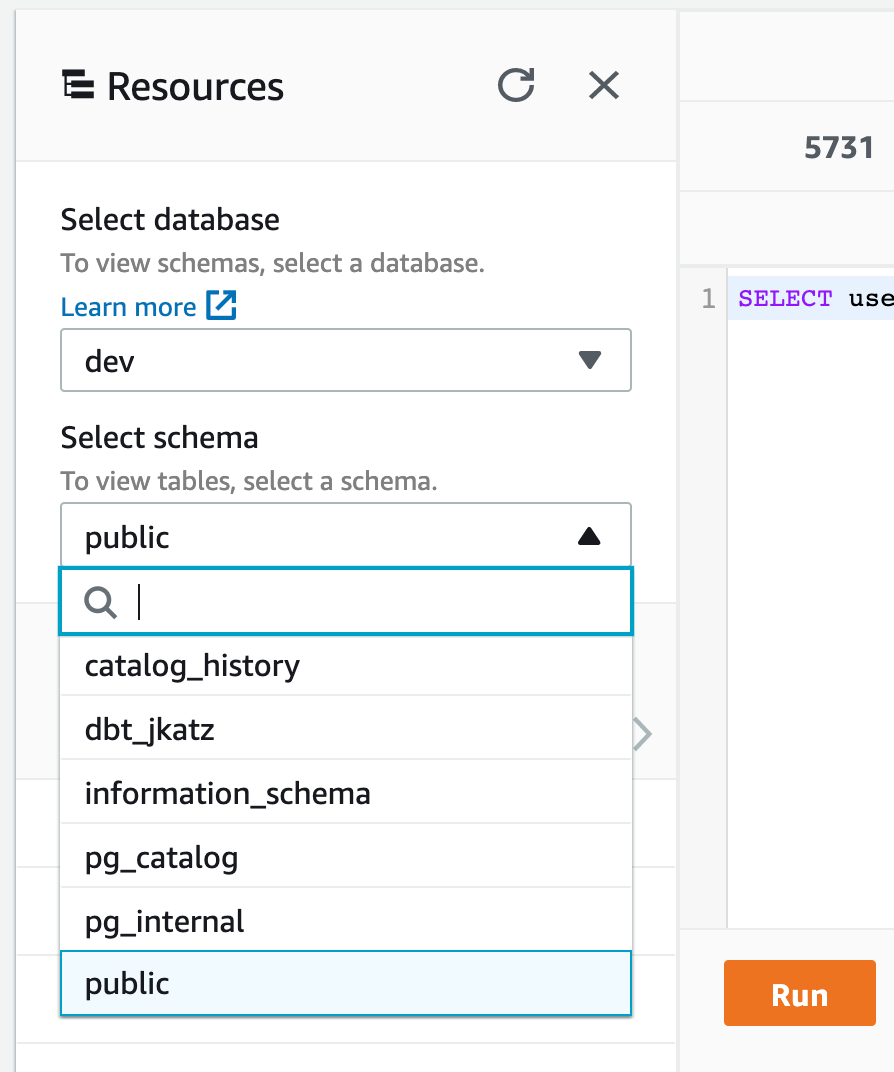 Resources
5731
Select database
To view schemas, select a database.
Learn more
dev
Select schema
To view tables, select a schema.
public
catalog_history
dbt_jkatz
information_schema
pg_catalog
pg_internal
public
1 SELECT use
Run